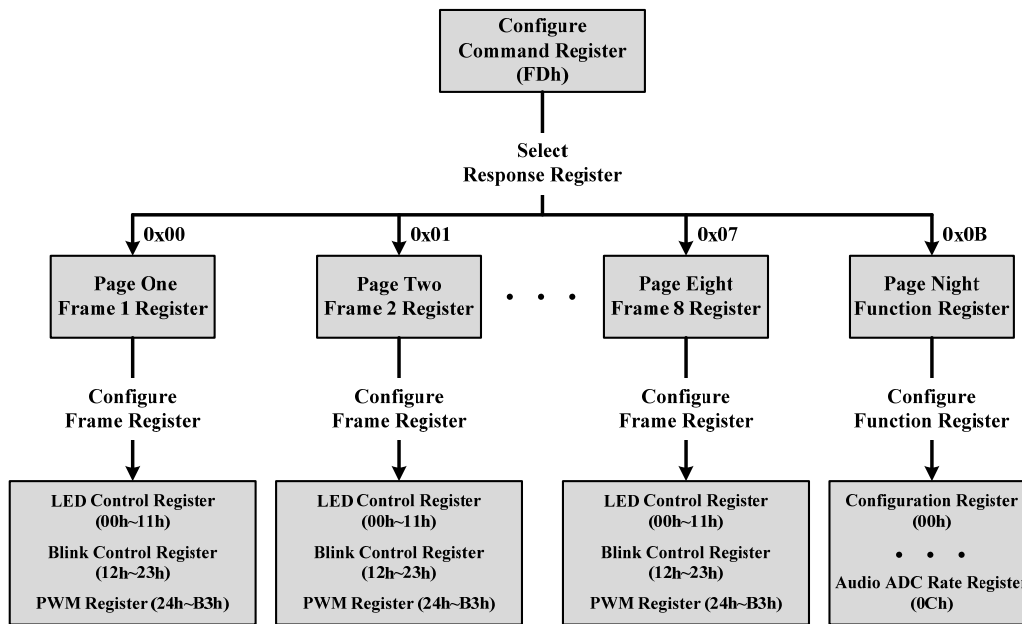 Configure
Command Register
(FDh)
Select
Response Register
0x00
0x01
0x07
0x0B
Page One
Frame 1 Register
Page Two
Frame 2 Register
. . .
Page Eight
Frame 8 Register
Page Night
Function Register
Configure
Frame Register
Configure
Frame Register
Configure
Frame Register
Configure
Function Register
LED Control Register
(00h~11h)
Blink Control Register
(12h~23h)
PWM Register (24h~B3h)
LED Control Register
(00h~11h)
Blink Control Register
(12h~23h)
PWM Register (24h~B3h)
LED Control Register
(00h~11h)
Blink Control Register
(12h~23h)
PWM Register (24h~B3h)
Configuration Register
(00h)
. . .
Audio ADC Rate Register
(0Ch)